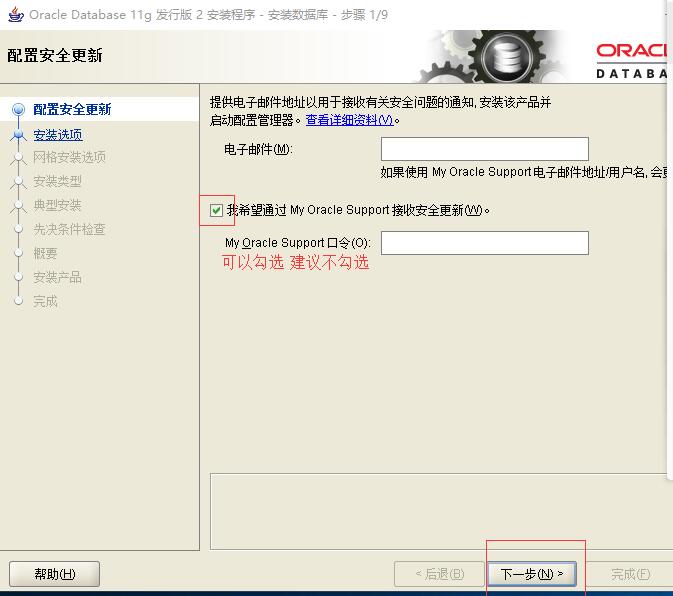 Oracle Database 11g 发行版 2 安装程序 - 安装数据库 - 步骤 1/9
配置安全更新
ORACL
DATABA
配置安全更新
安装选项
网格安装选项
安装类型
典型安装
先决条件检查
概要
安装产品
完成
提供电子邮件地址以用于接收有关安全问题的通知, 安装该产品并
启动配置管理器。查看详细资料(V)。
电子邮件(M):
如果使用 My Oracle Support 电子邮件地址/用户名, 会更
我希望通过 My Oracle Support 接收安全更新(W)。
My Oracle Support 口令(O):
可以勾选 建议不勾选
帮助(H)
< 后退(B)
下一步(N) >
完成(F)